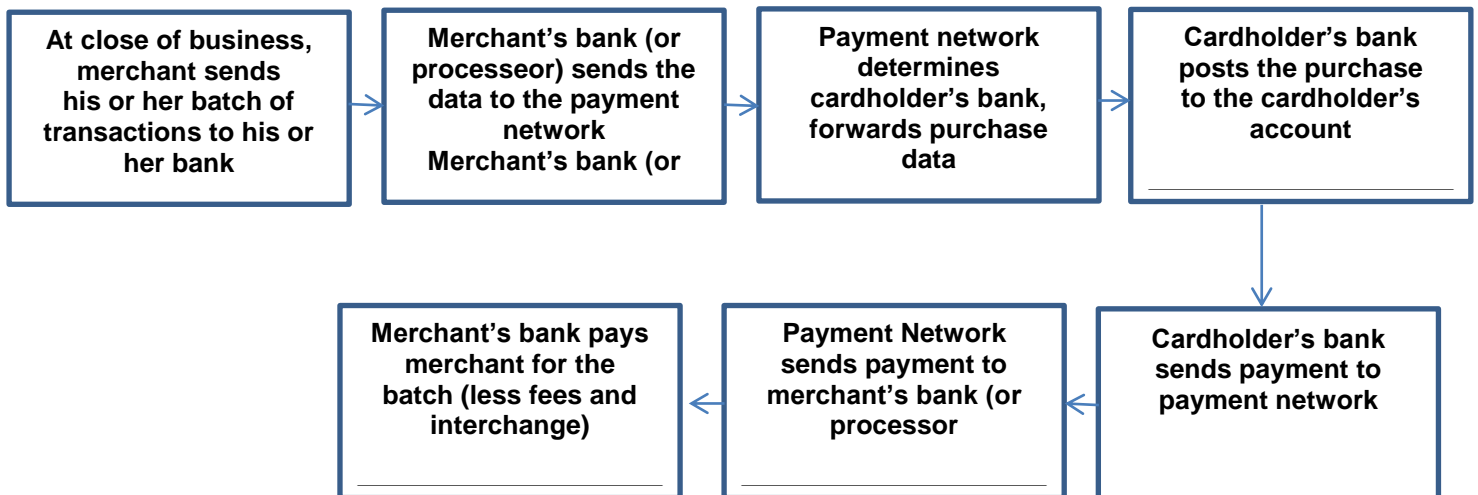 At close of business,
merchant sends
his or her batch of
transactions to his or
her bank
Merchant’s bank (or
processeor) sends the
data to the payment
network
Merchant’s bank (or
Payment network
determines
cardholder’s bank,
forwards purchase
data
Cardholder’s bank
posts the purchase
to the cardholder’s
account
Cardholder’s bank
sends payment to
payment network
Payment Network
sends payment to
merchant’s bank (or
processor
Merchant’s bank pays
merchant for the
batch (less fees and
interchange)